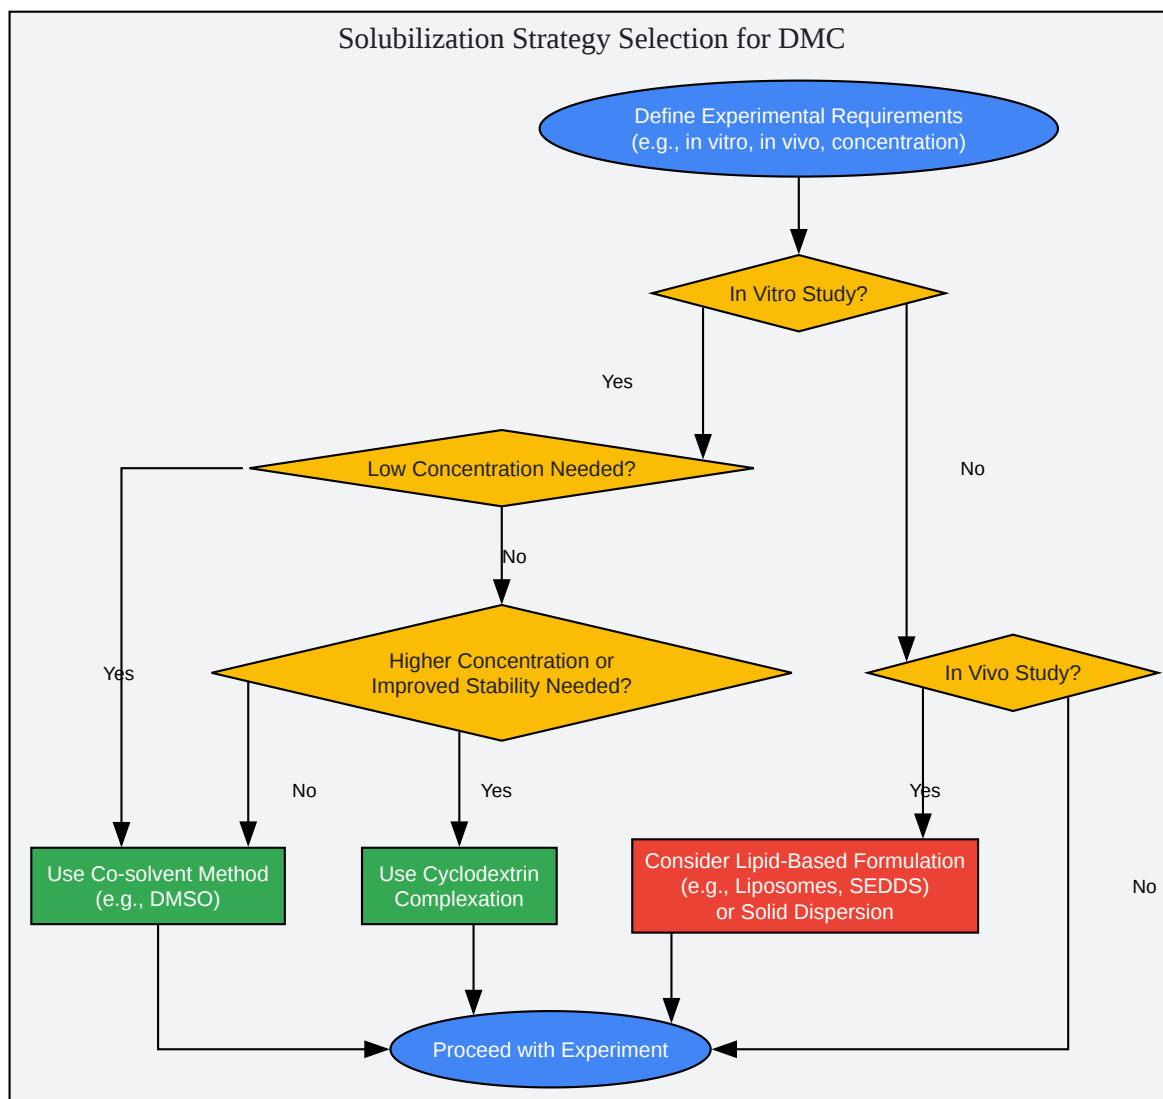 Solubilization Strategy Selection for DMC
Define Experimental Requirements
(e.g., in vitro, in vivo, concentration)
In Vitro Study?
Yes
Low Concentration Needed?
No
No
Higher Concentration or
Improved Stability Needed?
In Vivo Study?
Yes
No
Yes
Yes
Use Co-solvent Method
(e.g., DMSO)
Use Cyclodextrin
Complexation
Consider Lipid-Based Formulation
(e.g., Liposomes, SEDDS)
or Solid Dispersion
No
Proceed with Experiment